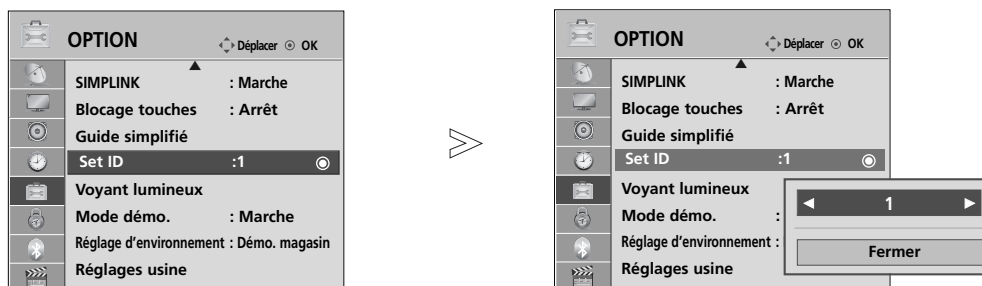 OPTION
Déplacer OK
SIMPLINK : Marche
Blocage touches : Arrêt
Guide simplifié
Set ID :1
Voyant lumineux
Mode démo. : Marche
Réglage d'environnement : Démo. magasin
Réglages usine
OPTION
Déplacer OK
SIMPLINK : Marche
Blocage touches : Arrêt
Guide simplifié
Set ID :1
Voyant lumineux
Mode démo. :
Réglage d'environnement :
Réglages usine
1
Fermer